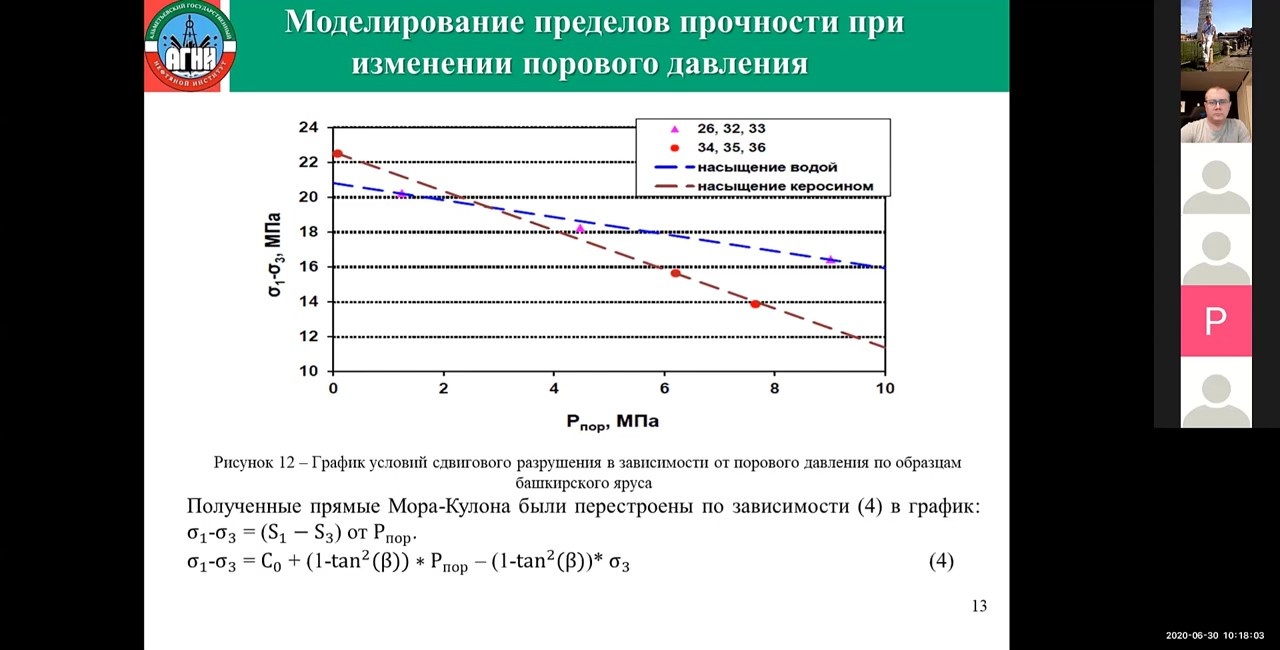 Моделирование пределов прочности при
изменении порового давления
АЛЬМЕТЬЕВСКИЙ ГОСУДАРСТВЕННЫЙ
АГНИ
НЕФТЯНОЙ ИНСТИТУТ
26, 32, 33
34, 35, 36
насыщение водой
насыщение керосином
24
22
20
18
16
14
12
10
σ₁-σ₃, МПа
0 2 4 6 8 10
Pпор, МПа
Рисунок 12 – График условий сдвигового разрушения в зависимости от порового давления по образцам
башкирского яруса
Полученные прямые Мора-Кулона были перестроены по зависимости (4) в график:
σ₁-σ₃ = (S₁ − S₃) от Pпор.
σ₁-σ₃ = C₀ + (1-tan²(β)) ∗ Pпор – (1-tan²(β))* σ₃ (4)
13
P
2020-06-30 10:18:03